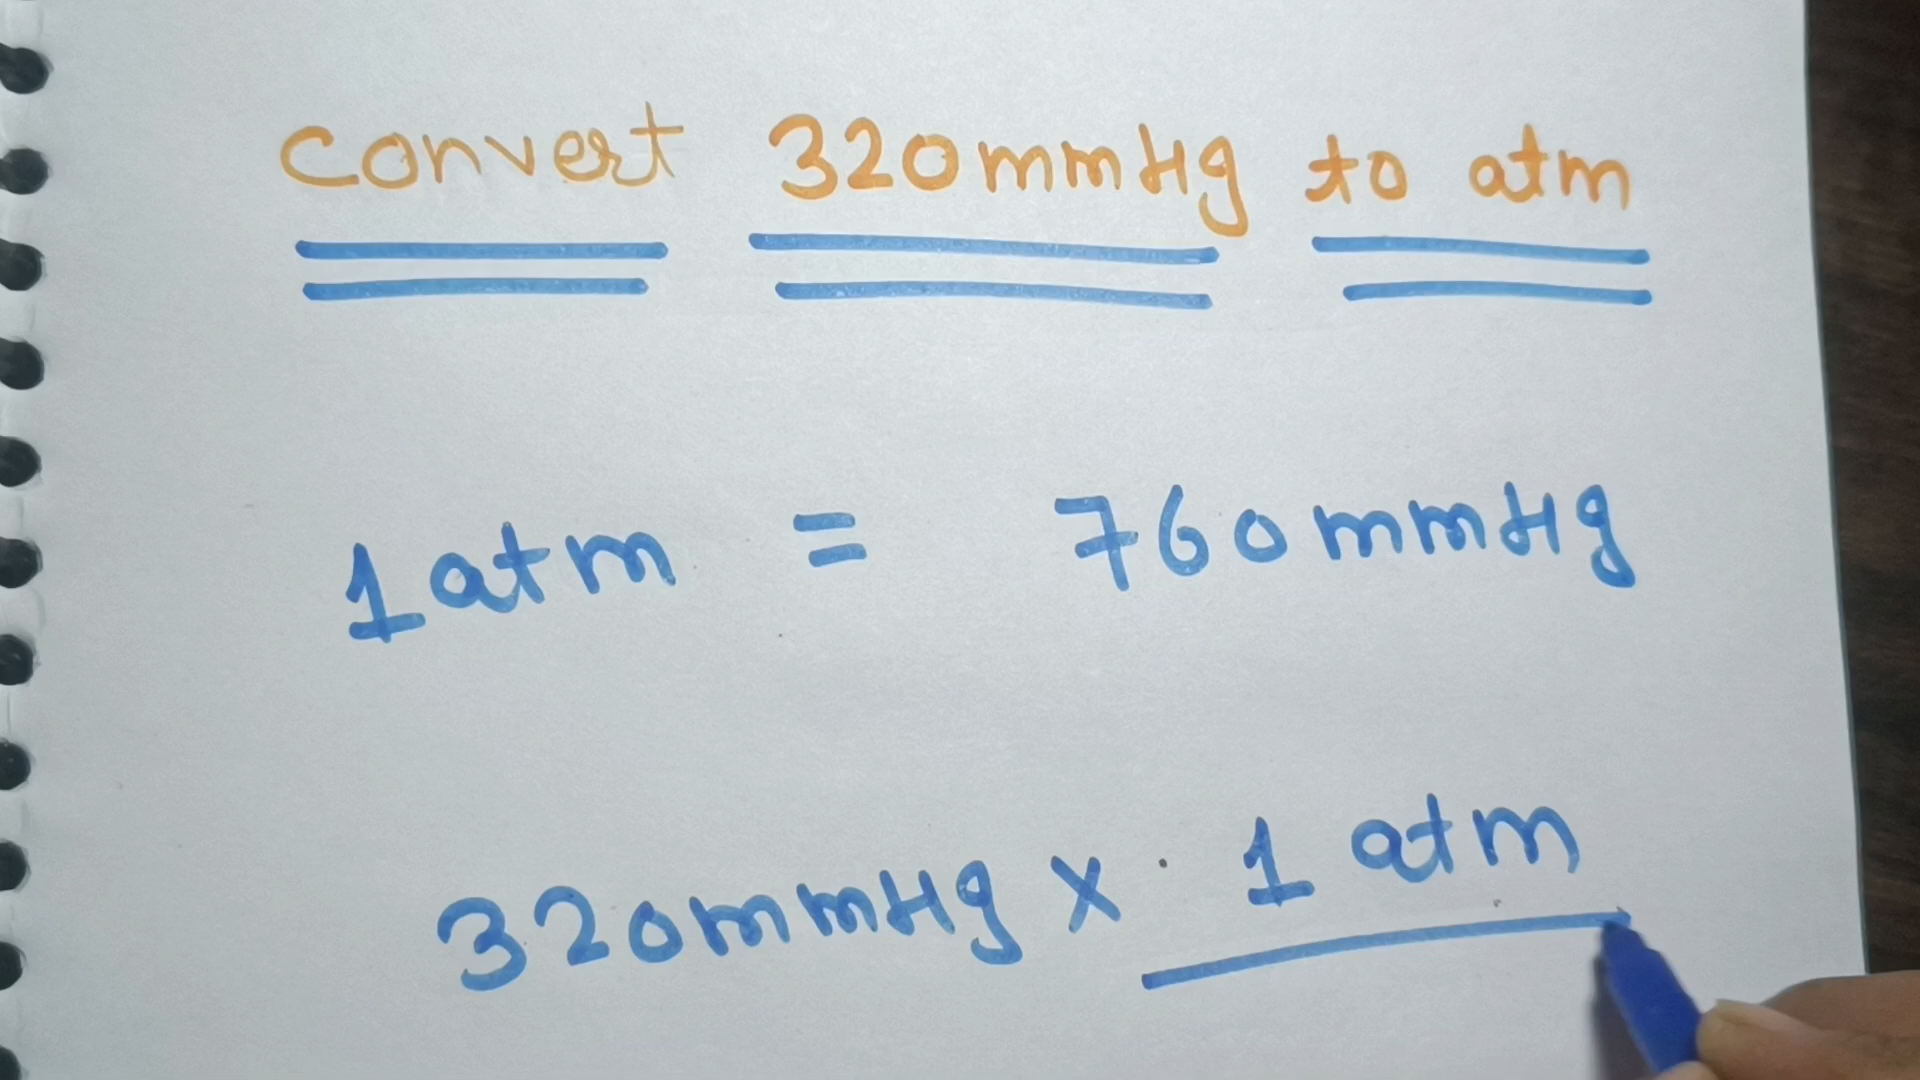 Convert 320mmHg to atm
1atm = 760mmHg
320mmHg x 1 atm